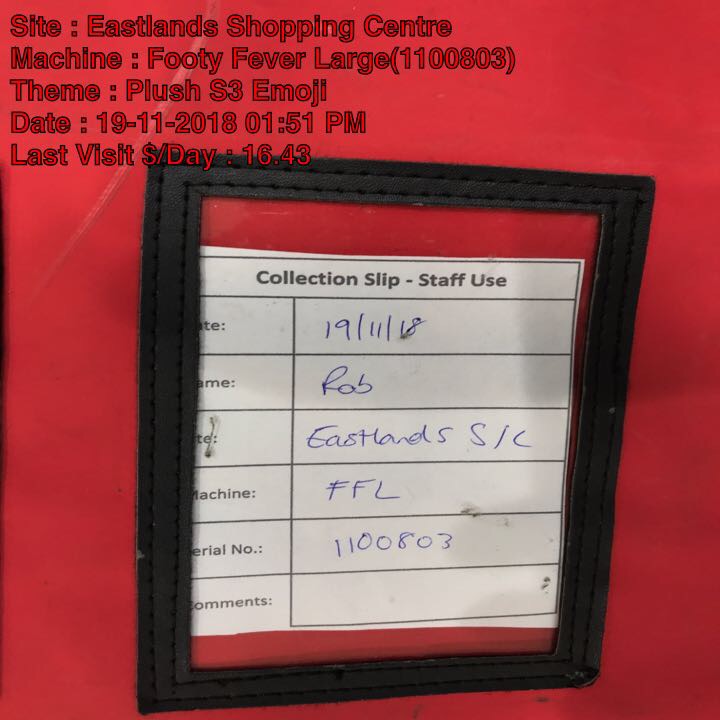 Site : Eastlands Shopping Centre
Machine : Footy Fever Large(1100803)
Theme : Plush S3 Emoji
Date : 19-11-2018 01:51 PM
Last Visit $/Day : 16.43
Collection Slip - Staff Use
ate: 19/11/18
ame: Rob
te: Eastlands S/C
Machine: FFL
erial No.: 1100803
omments: